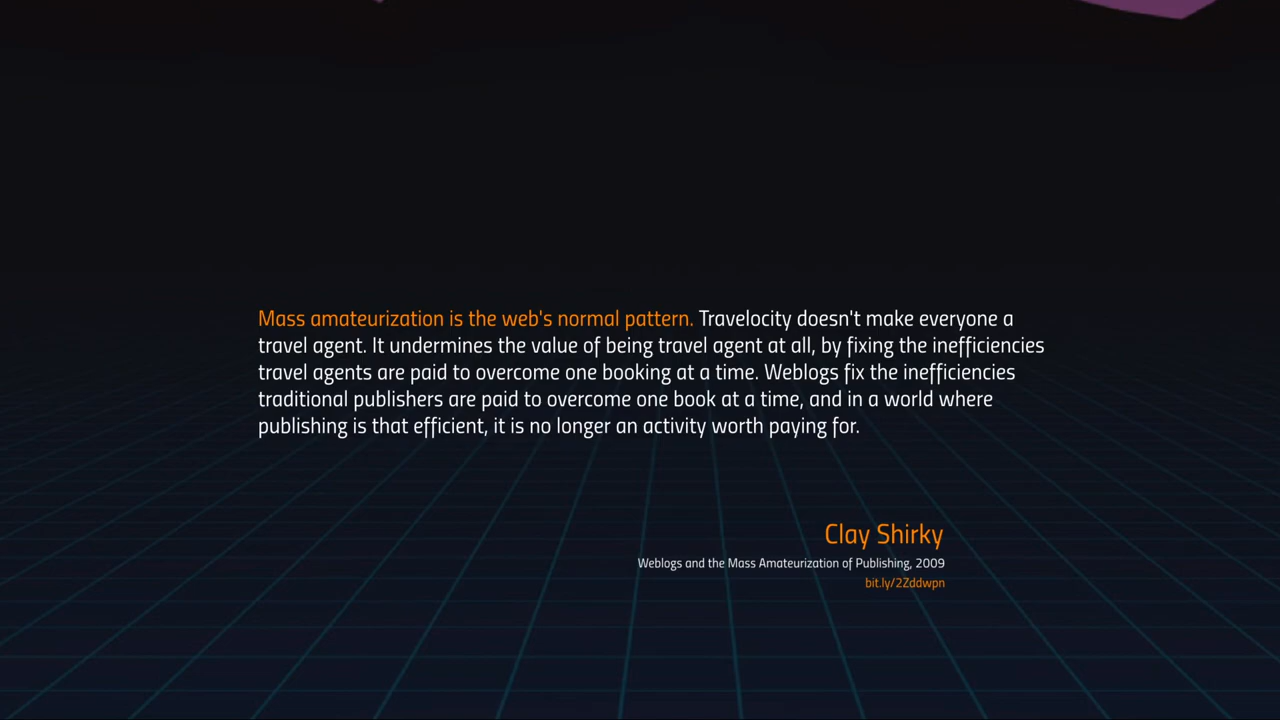 Mass amateurization is the web's normal pattern. Travelocity doesn't make everyone a
travel agent. It undermines the value of being travel agent at all, by fixing the inefficiencies
travel agents are paid to overcome one booking at a time. Weblogs fix the inefficiencies
traditional publishers are paid to overcome one book at a time, and in a world where
publishing is that efficient, it is no longer an activity worth paying for.
Clay Shirky
Weblogs and the Mass Amateurization of Publishing, 2009
bit.ly/2Zddwpn